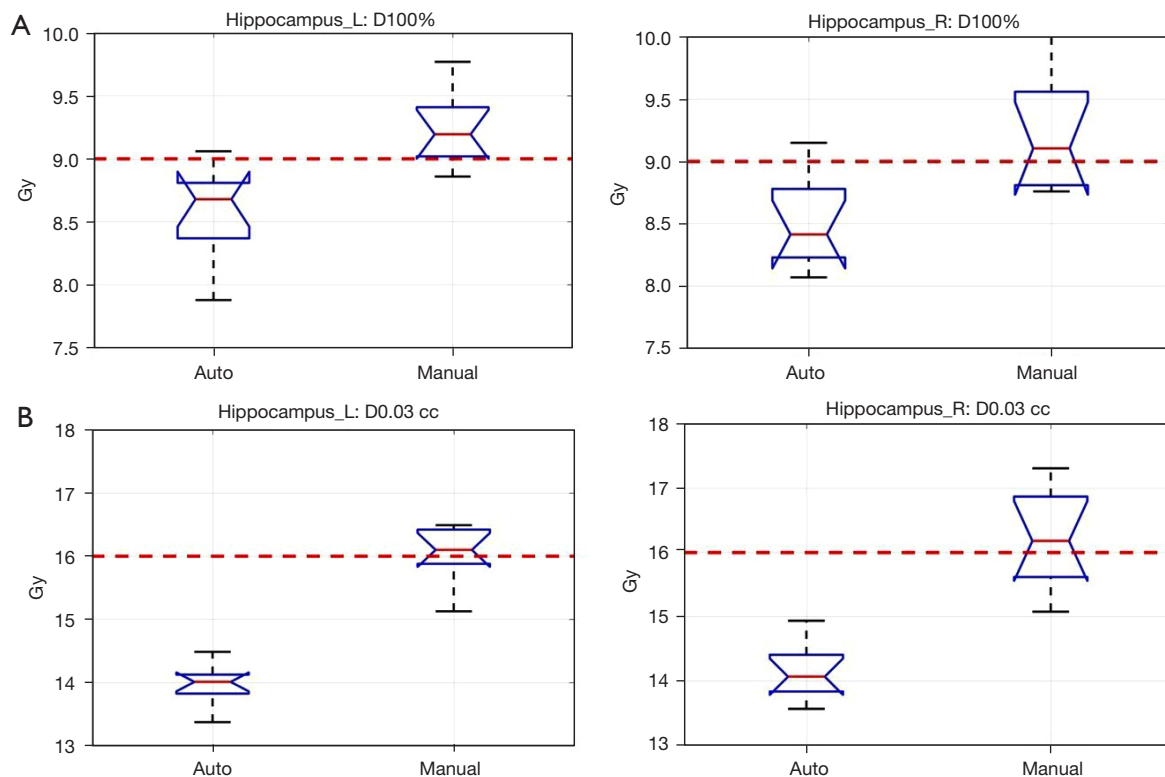 A
Hippocampus_L: D100%
10.0
9.5
9.0
8.5
8.0
7.5
Gy
Auto
Manual
Hippocampus_R: D100%
10.0
9.5
9.0
8.5
8.0
7.5
Gy
Auto
Manual
B
Hippocampus_L: D0.03 cc
18
17
16
15
14
13
Gy
Auto
Manual
Hippocampus_R: D0.03 cc
18
17
16
15
14
13
Gy
Auto
Manual